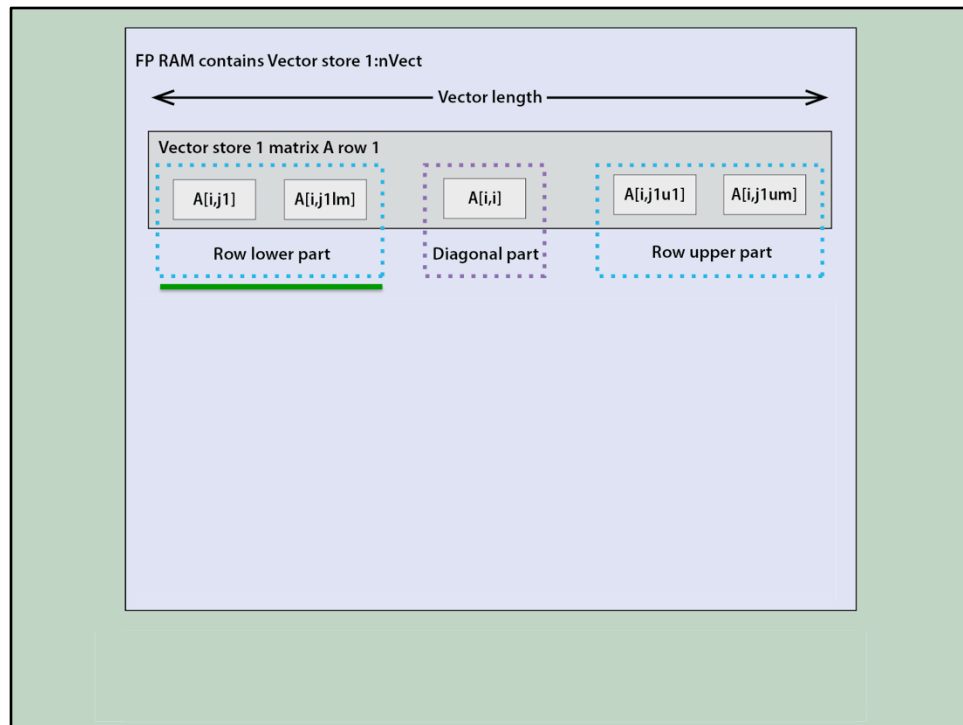 FP RAM contains Vector store 1:nVect
Vector length
Vector store 1 matrix A row 1
A[i,j1] A[i,j1lm] A[i,i] A[i,j1u1] A[i,j1um]
Row lower part Diagonal part Row upper part